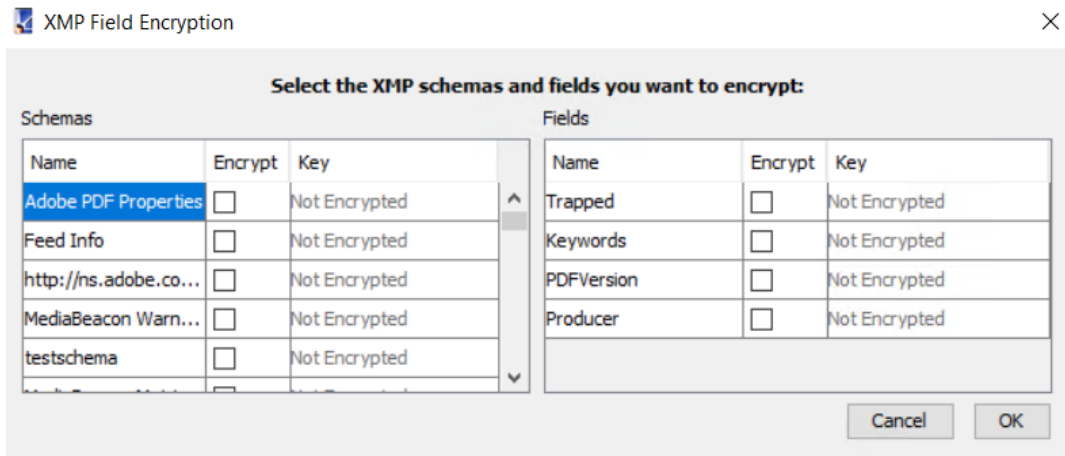 XMP Field Encryption
Select the XMP schemas and fields you want to encrypt:
Schemas
Name Encrypt Key
Adobe PDF Properties Not Encrypted
Feed Info Not Encrypted
http://ns.adobe.co... Not Encrypted
MediaBeacon Warn... Not Encrypted
testschema Not Encrypted
Fields
Name Encrypt Key
Trapped Not Encrypted
Keywords Not Encrypted
PDFVersion Not Encrypted
Producer Not Encrypted
Cancel OK